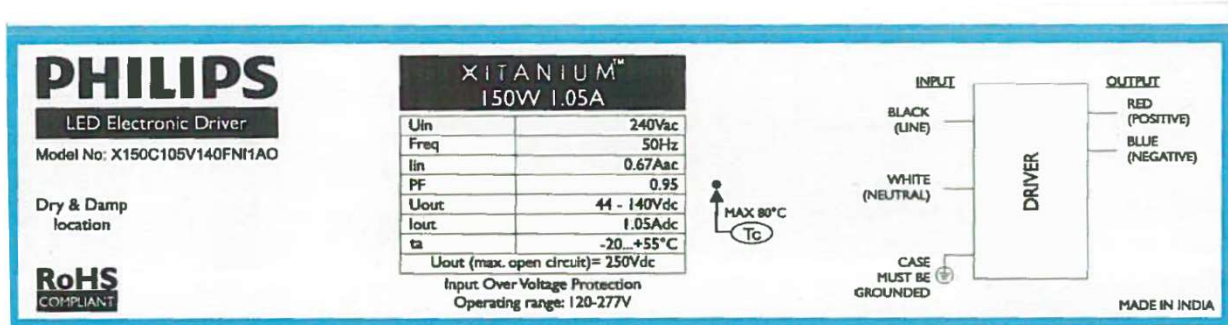 PHILIPS
LED Electronic Driver
Model No: X150C105V140FNI1AO
Dry & Damp
location
RoHS
COMPLIANT
XITANIUM™
150W 1.05A
Uin 240Vac
Freq 50Hz
Iin 0.67Aac
PF 0.95
Uout 44 - 140Vdc
Iout 1.05Adc
ta -20...+55°C
Uout (max. open circuit)= 250Vdc
Input Over Voltage Protection
Operating range: 120-277V
MAX 80°C
Tc
INPUT
BLACK
(LINE)
WHITE
(NEUTRAL)
CASE
MUST BE
GROUNDED
DRIVER
OUTPUT
RED
(POSITIVE)
BLUE
(NEGATIVE)
MADE IN INDIA